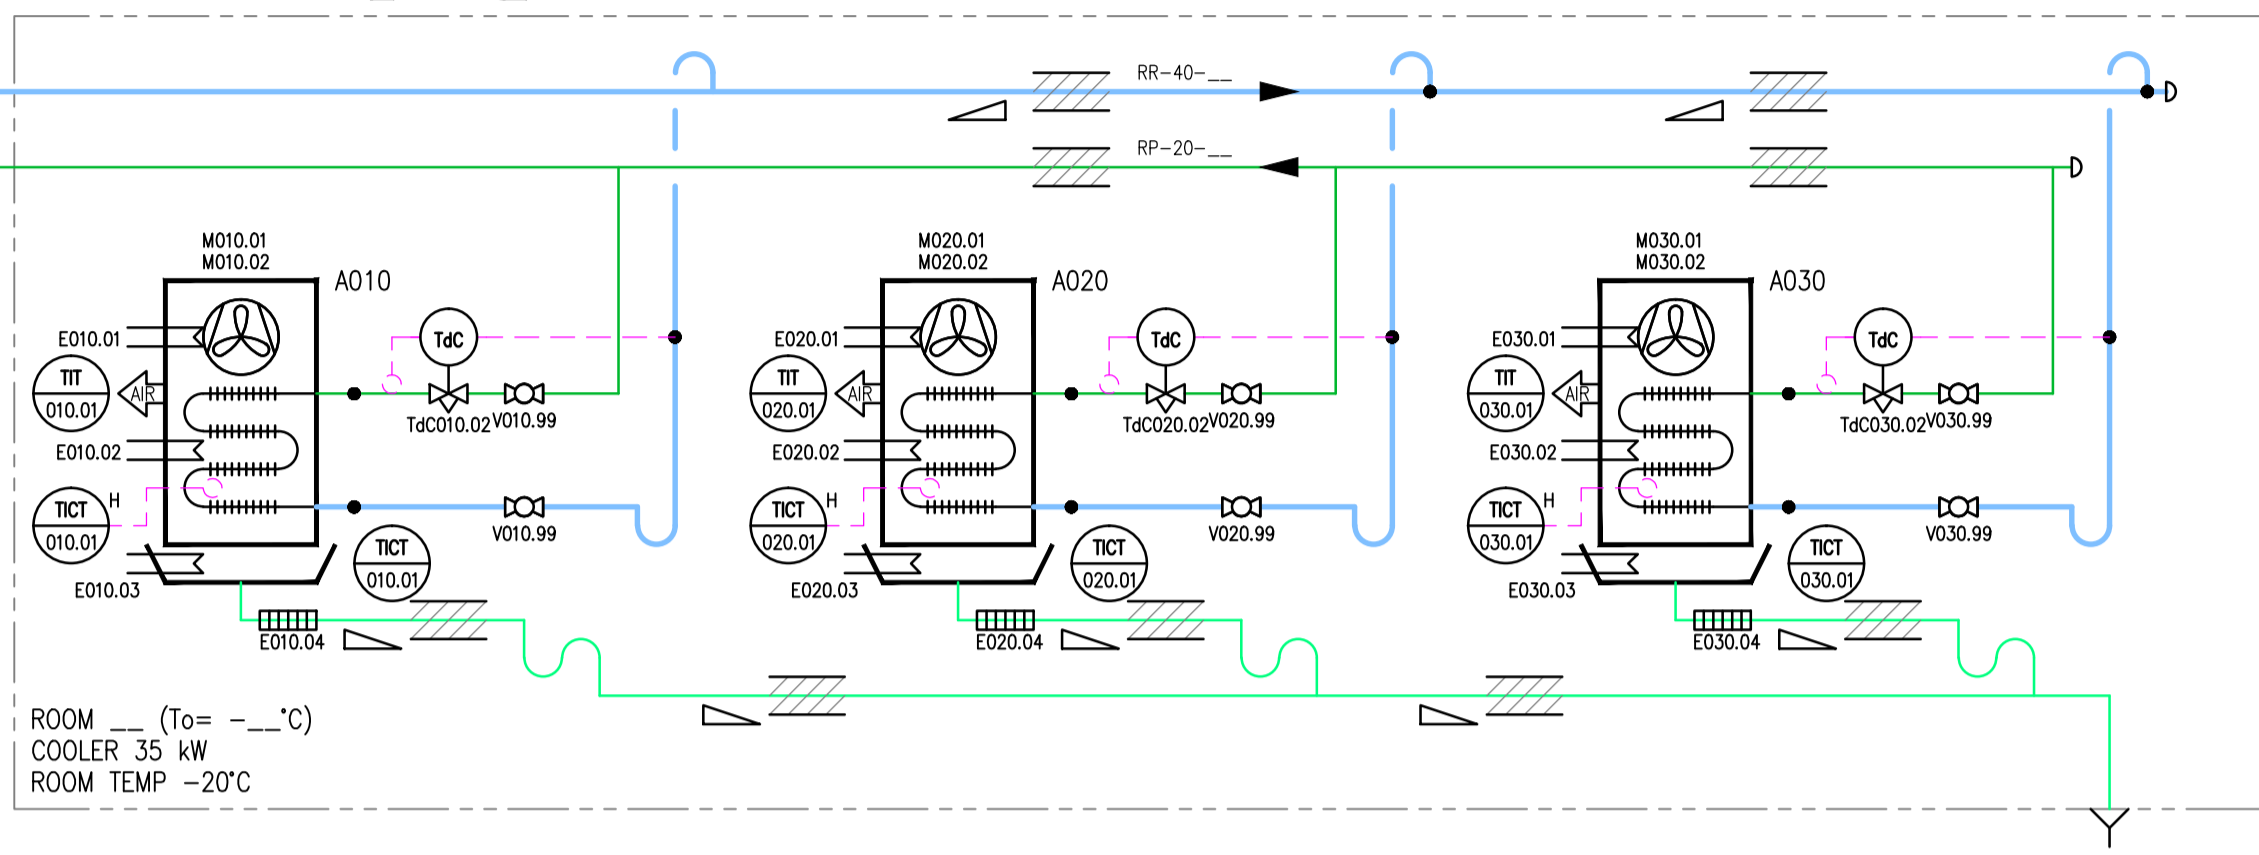 RR-40-__
RP-20-__
M010.01
M010.02
A010
E010.01
TdC
TIT
010.01
AIR
TdC010.02
V010.99
E010.02
TICT
010.01
H
V010.99
TICT
010.01
E010.03
E010.04
M020.01
M020.02
A020
E020.01
TdC
TIT
020.01
AIR
TdC020.02
V020.99
E020.02
TICT
020.01
H
V020.99
TICT
020.01
E020.03
E020.04
M030.01
M030.02
A030
E030.01
TdC
TIT
030.01
AIR
TdC030.02
V030.99
E030.02
TICT
030.01
H
V030.99
TICT
030.01
E030.03
E030.04
ROOM __ (To= -__°C)
COOLER 35 kW
ROOM TEMP -20°C